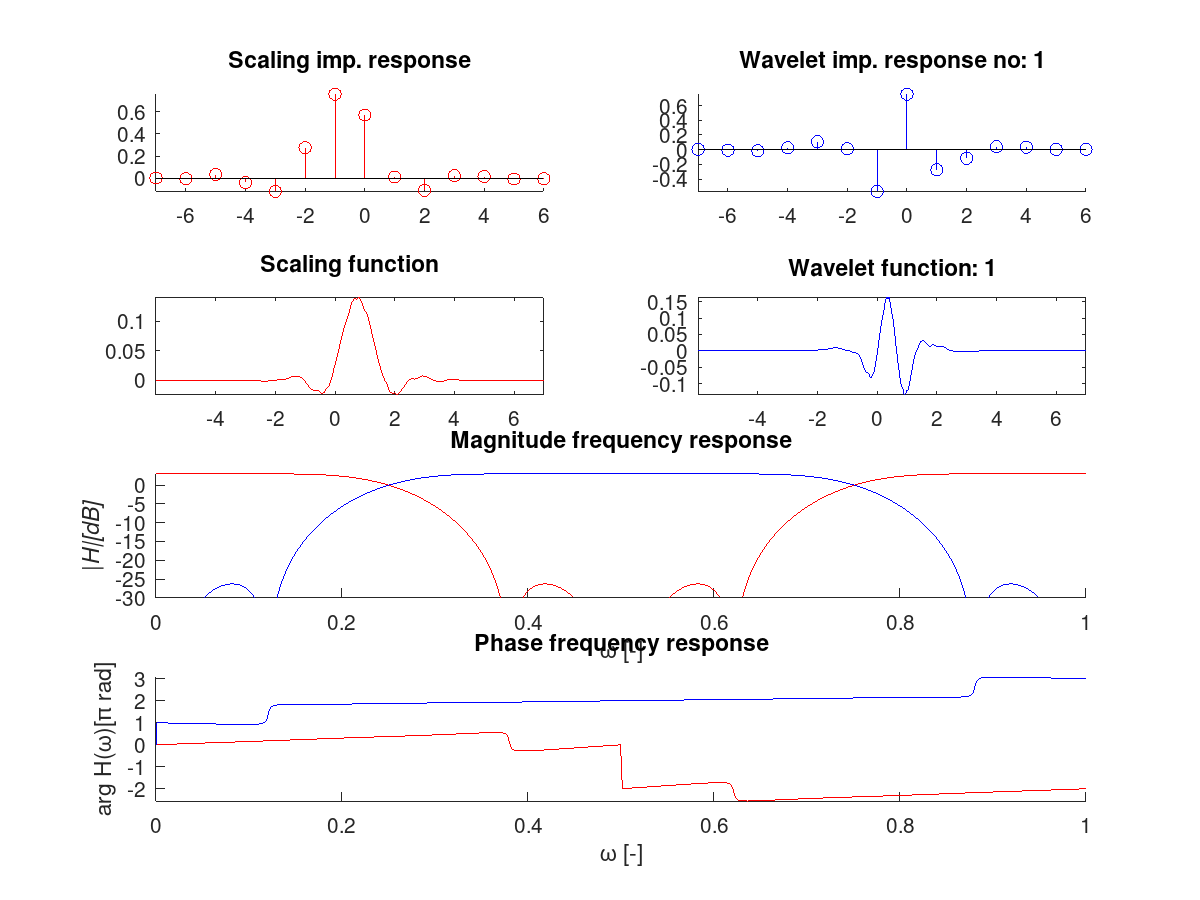 Scaling imp. response
Wavelet imp. response no: 1
0.6
0.4
0.2
0
-6 -4 -2 0 2 4 6
0.6
0.4
0.2
0
-0.2
-0.4
-6 -4 -2 0 2 4 6
Scaling function
Wavelet function: 1
0.1
0.05
0
-4 -2 0 2 4 6
0.15
0.1
0.05
0
-0.05
-0.1
-4 -2 0 2 4 6
Magnitude frequency response
|H|[dB]
0
-5
-10
-15
-20
-25
-30
0 0.2 0.4 0.6 0.8 1
ω [-]
Phase frequency response
arg H(ω)[π rad]
3
2
1
0
-1
-2
0 0.2 0.4 0.6 0.8 1
ω [-]